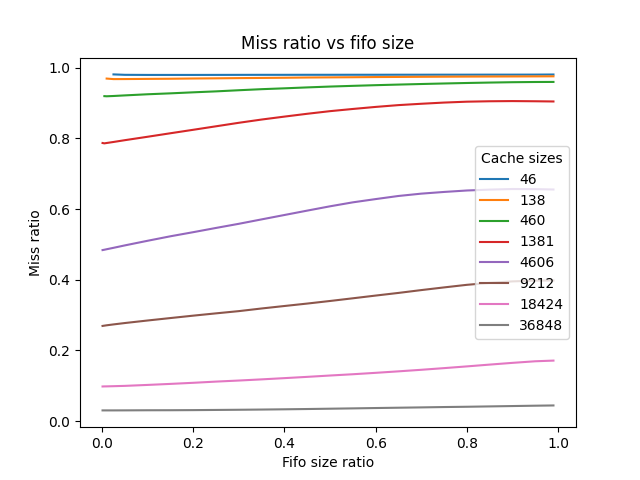 Miss ratio vs fifo size
1.0
0.8
0.6
0.4
0.2
0.0
Miss ratio
Cache sizes
46
138
460
1381
4606
9212
18424
36848
0.0 0.2 0.4 0.6 0.8 1.0
Fifo size ratio